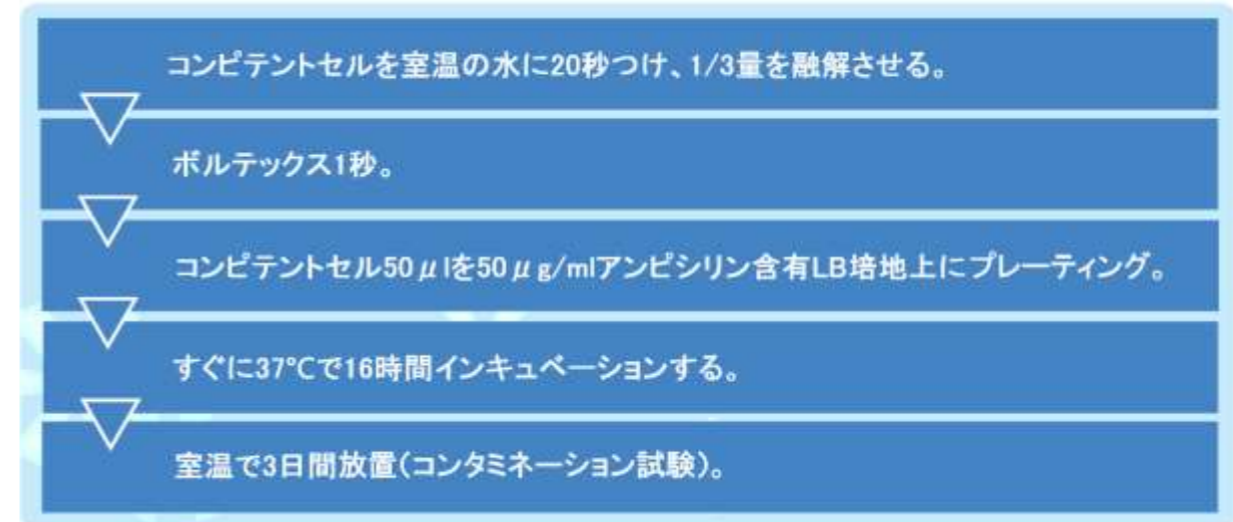 コンピテントセルを室温の水に20秒つけ、1/3量を融解させる。
ボルテックス1秒。
コンピテントセル50μlを50μg/mlアンピシリン含有LB培地上にプレーティング。
すぐに37℃で16時間インキュベーションする。
室温で3日間放置(コンタミネーション試験)。